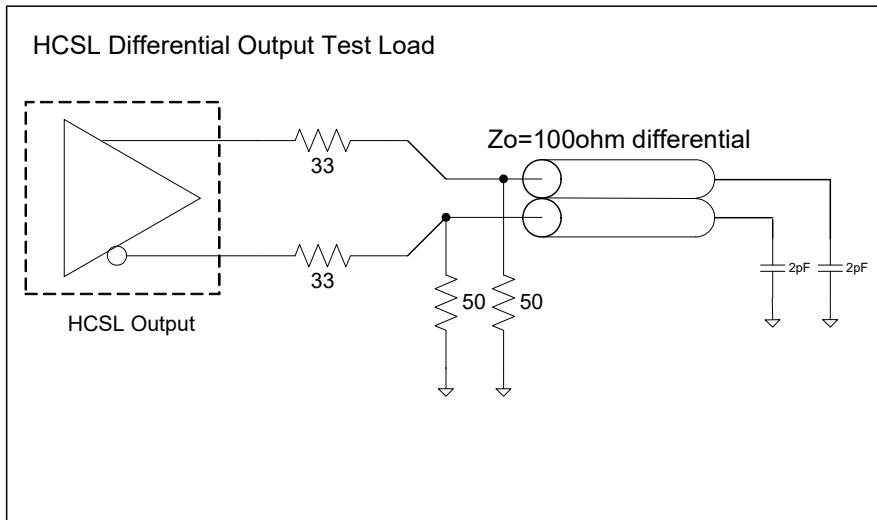 HCSL Differential Output Test Load
Zo=100ohm differential
33
33
50
50
2pF
2pF
HCSL Output